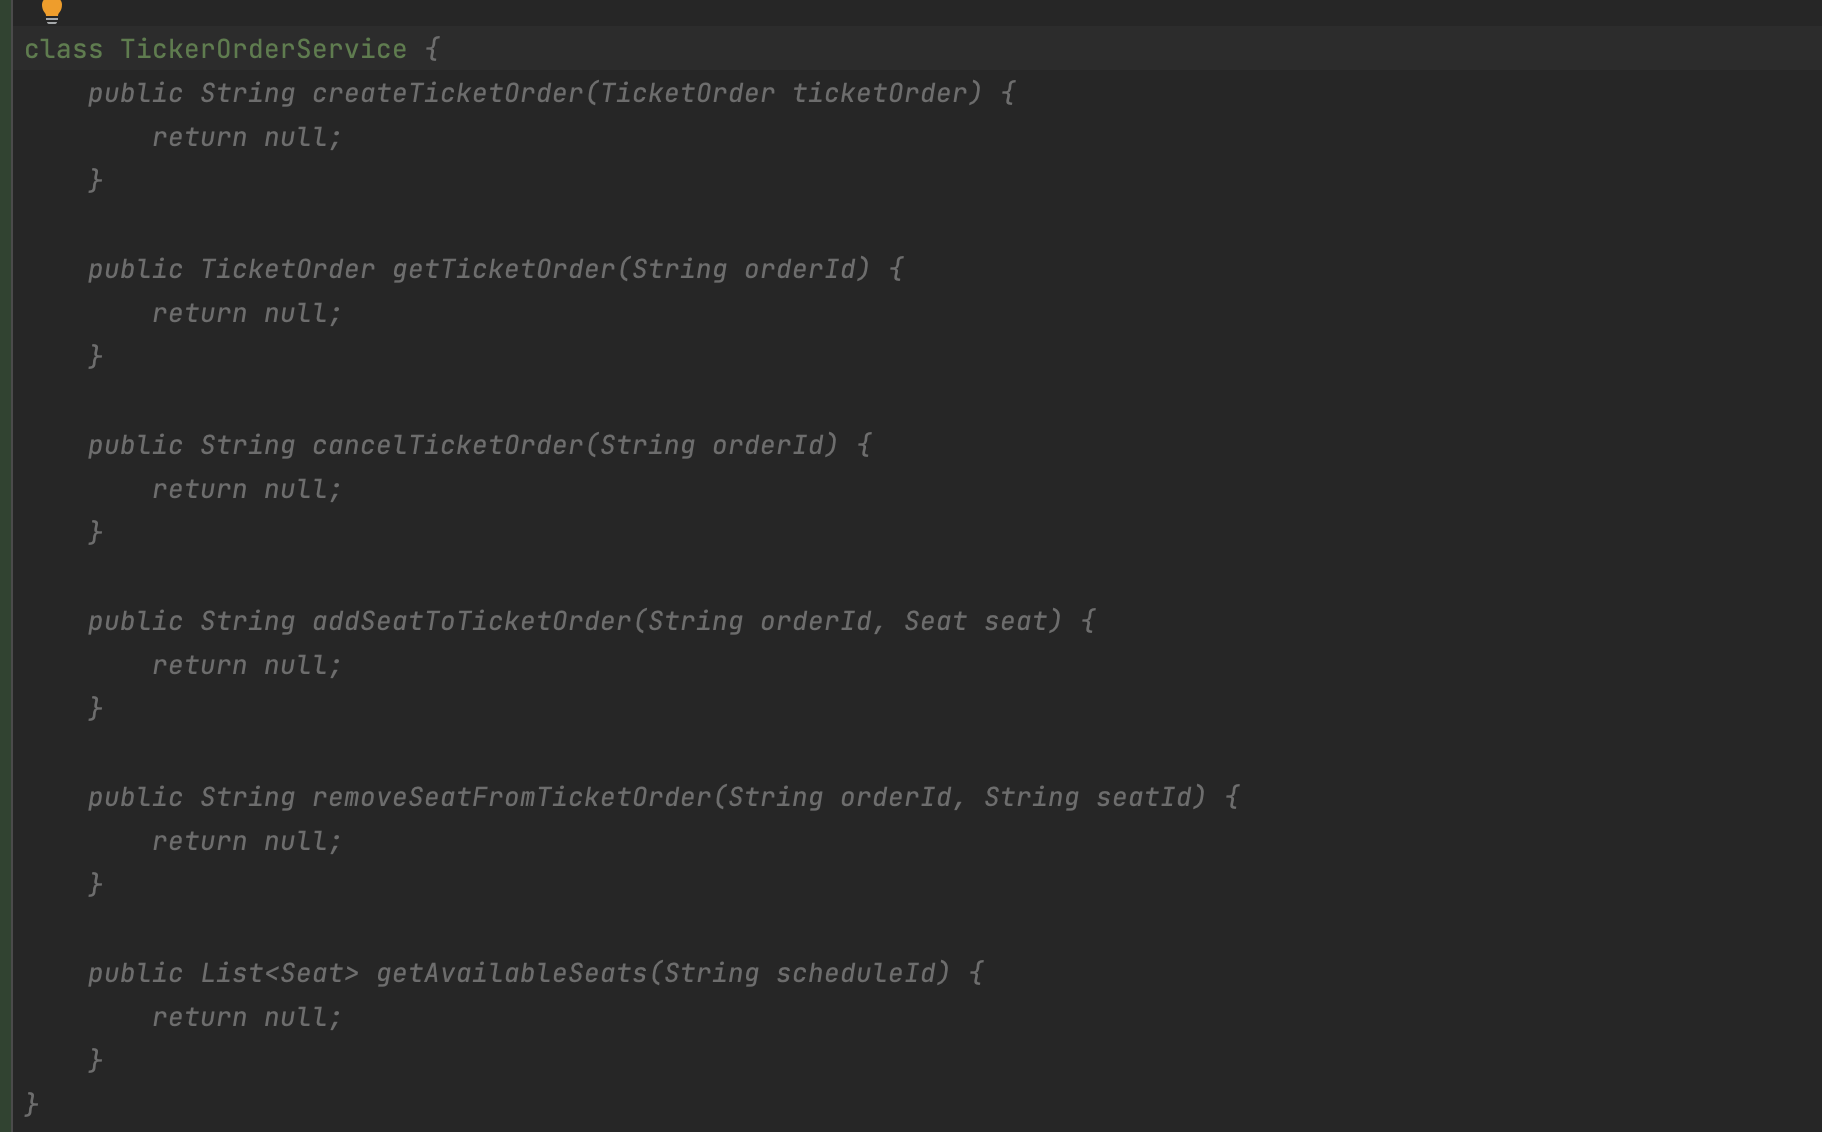 class TickerOrderService {
    public String createTicketOrder(TicketOrder ticketOrder) {
        return null;
    }

    public TicketOrder getTicketOrder(String orderId) {
        return null;
    }

    public String cancelTicketOrder(String orderId) {
        return null;
    }

    public String addSeatToTicketOrder(String orderId, Seat seat) {
        return null;
    }

    public String removeSeatFromTicketOrder(String orderId, String seatId) {
        return null;
    }

    public List<Seat> getAvailableSeats(String scheduleId) {
        return null;
    }
}